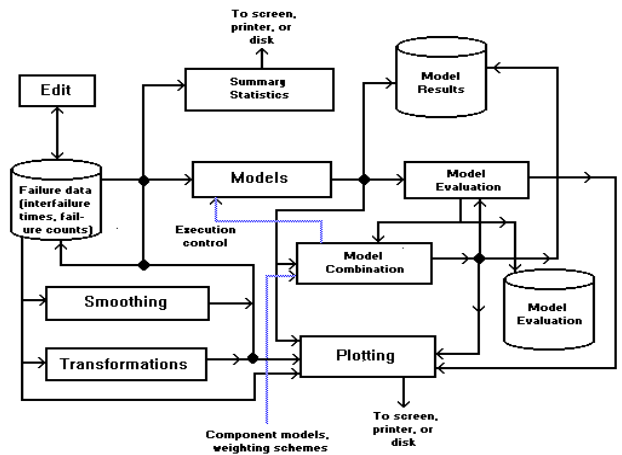 To screen,
printer, or
disk
Edit
Summary
Statistics
Model
Results
Failure data
(interfailure
times, fail-
ure counts)
Models
Model
Evaluation
Execution
control
Model
Combination
Smoothing
Model
Evaluation
Transformations
Plotting
To screen,
printer, or
disk
Component models,
weighting schemes